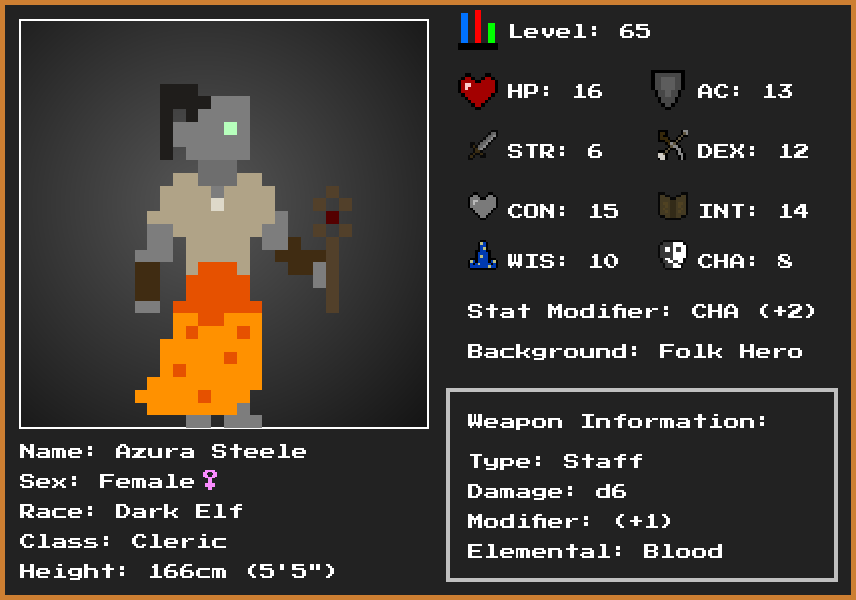 Level: 65
HP: 16 AC: 13
STR: 6 DEX: 12
CON: 15 INT: 14
WIS: 10 CHA: 8
Stat Modifier: CHA (+2)
Background: Folk Hero
Name: Azura Steele
Sex: Female♀
Race: Dark Elf
Class: Cleric
Height: 166cm (5'5")
Weapon Information:
Type: Staff
Damage: d6
Modifier: (+1)
Elemental: Blood